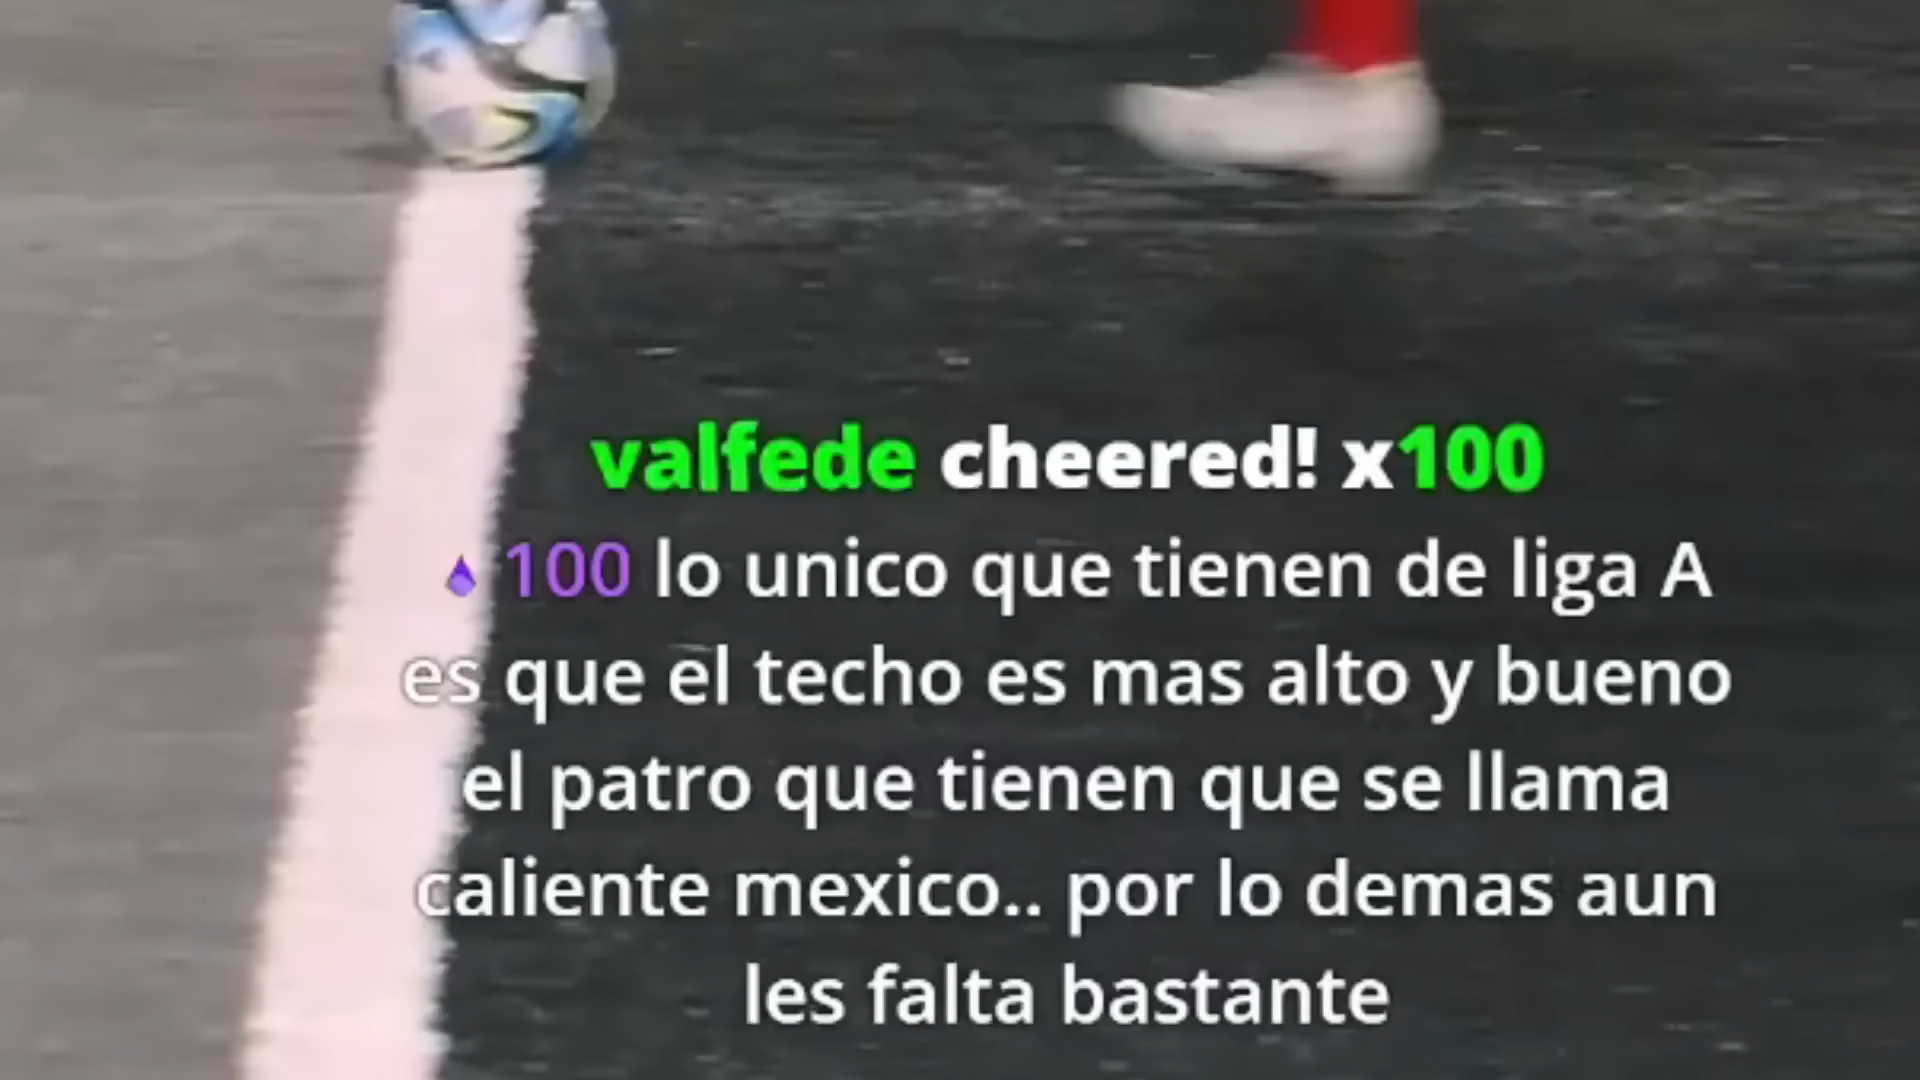 valfede cheered! x100
100 lo unico que tienen de liga A
es que el techo es mas alto y bueno
el patro que tienen que se llama
caliente mexico.. por lo demas aun
les falta bastante